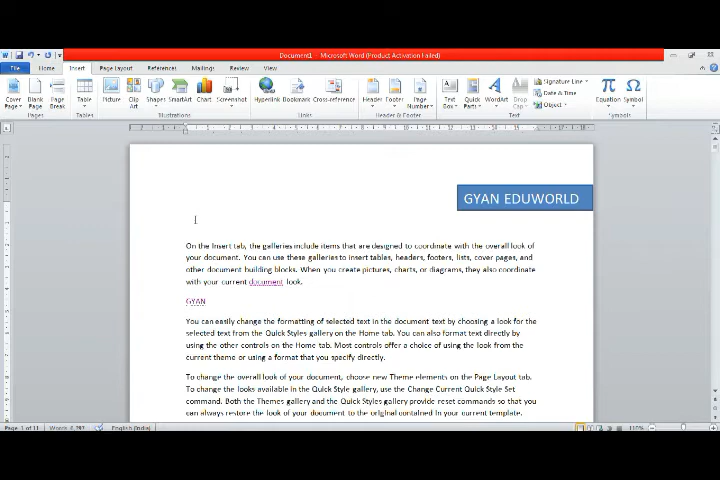 Document1 - Microsoft Word (Product Activation Failed)
File Home Insert Page Layout References Mailings Review View
Cover Page Blank Page Page Break Table Picture Clip Art Shapes SmartArt Chart Screenshot Hyperlink Bookmark Cross-reference Header Footer Page Number Text Box Quick Parts WordArt Drop Cap Signature Line Date & Time Object Equation Symbol
Pages Tables Illustrations Links Header & Footer Text Symbols
GYAN EDUWORLD
On the Insert tab, the galleries include items that are designed to coordinate with the overall look of
your document. You can use these galleries to insert tables, headers, footers, lists, cover pages, and
other document building blocks. When you create pictures, charts, or diagrams, they also coordinate
with your current document look.
GYAN
You can easily change the formatting of selected text in the document text by choosing a look for the
selected text from the Quick Styles gallery on the Home tab. You can also format text directly by
using the other controls on the Home tab. Most controls offer a choice of using the look from the
current theme or using a format that you specify directly.
To change the overall look of your document, choose new Theme elements on the Page Layout tab.
To change the looks available in the Quick Style gallery, use the Change Current Quick Style Set
command. Both the Themes gallery and the Quick Styles gallery provide reset commands so that you
can always restore the look of your document to the original contained in your current template.
Page: 1 of 11 Words: 6,797 English (India) 110%